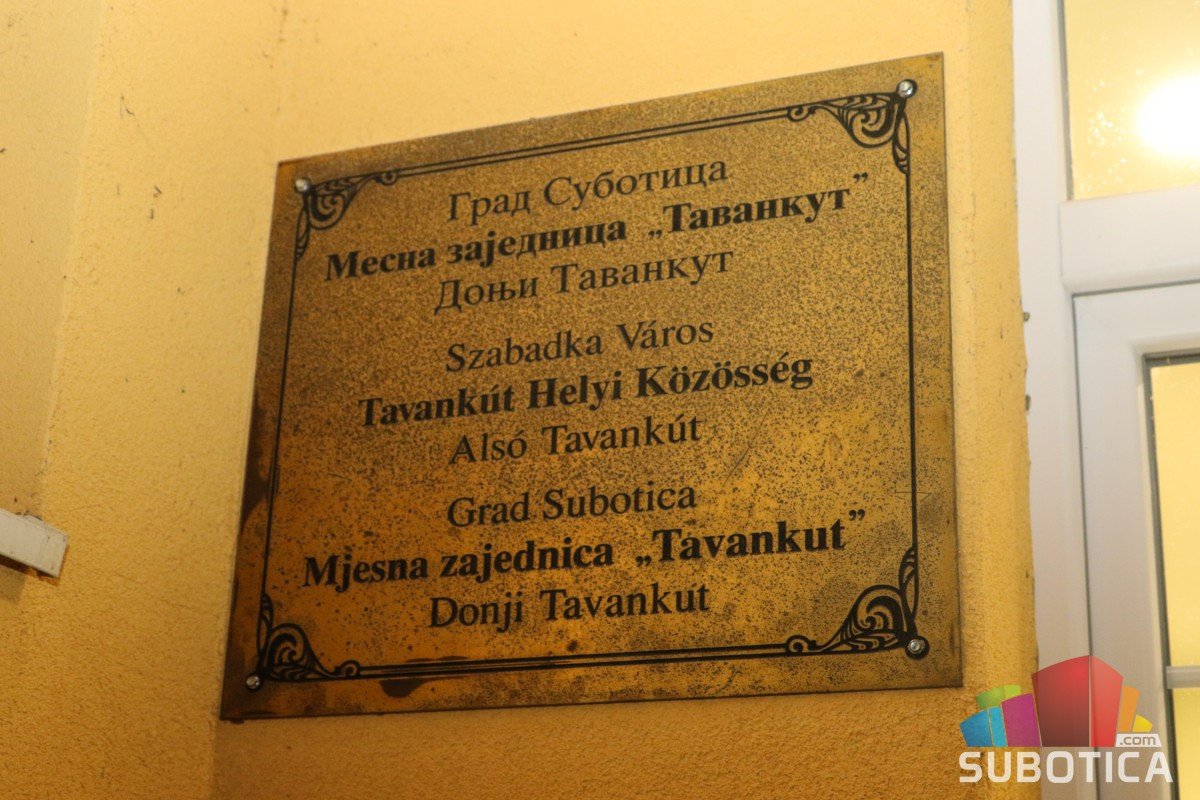 Град Суботица
Месна заједница „Таванкут”
Доњи Таванкут
Szabadka Város
Tavankút Helyi Közösség
Alsó Tavankút
Grad Subotica
Mjesna zajednica „Tavankut”
Donji Tavankut
.com
SUBOTICA